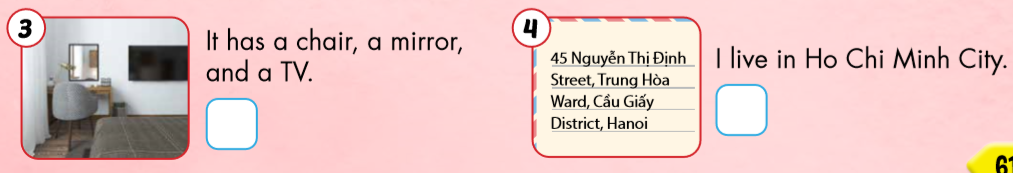 3
It has a chair, a mirror,
and a TV.
4
45 Nguyễn Thị Định
Street, Trung Hòa
Ward, Cầu Giấy
District, Hanoi
I live in Ho Chi Minh City.
61